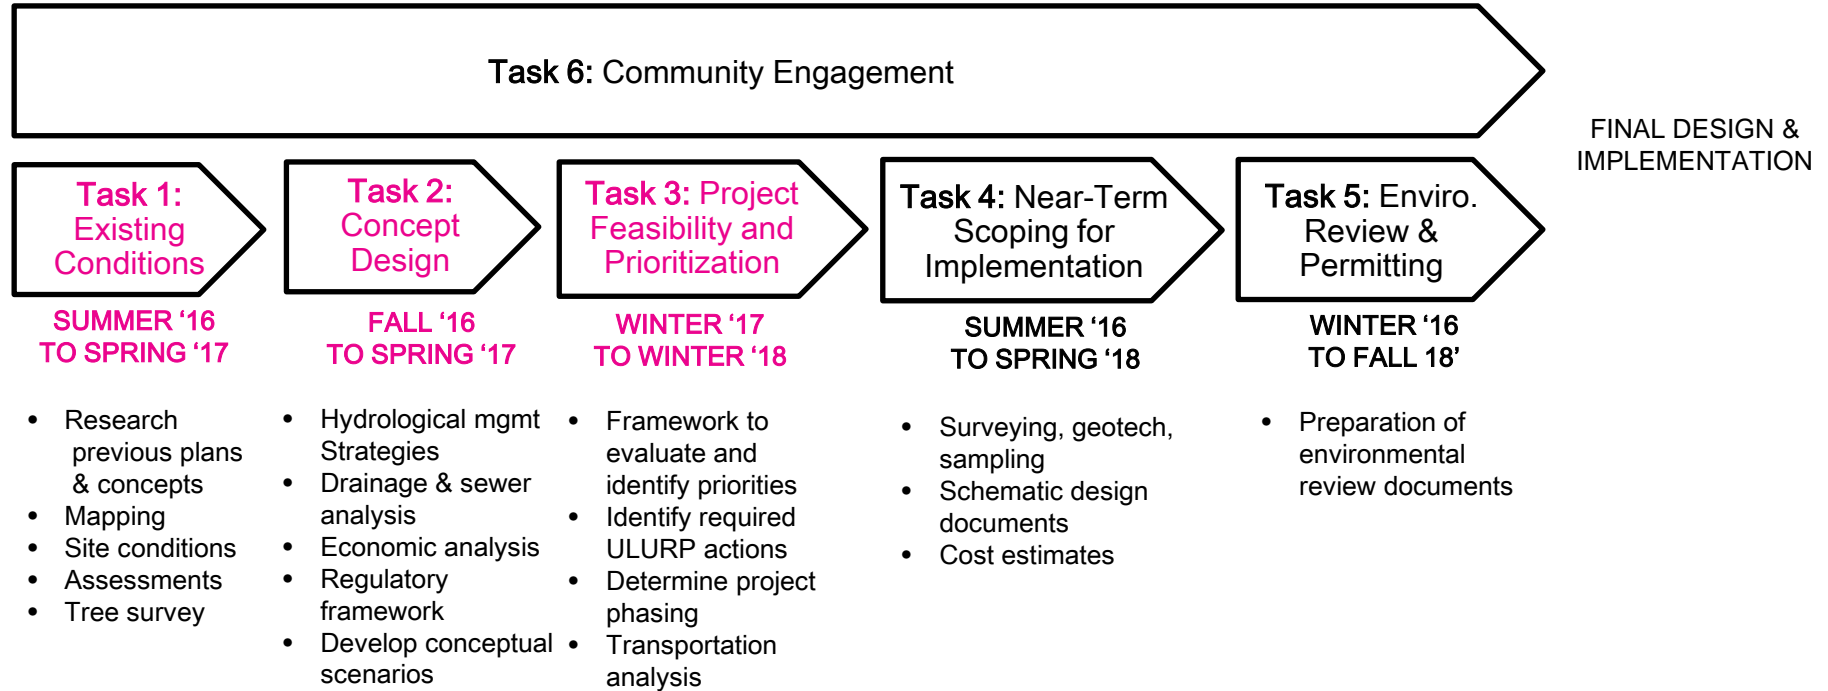 Task 6: Community Engagement
FINAL DESIGN &
IMPLEMENTATION
Task 1:
Existing
Conditions
SUMMER ‘16
TO SPRING ‘17
• Research
previous plans
& concepts
• Mapping
• Site conditions
• Assessments
• Tree survey
Task 2:
Concept
Design
FALL ‘16
TO SPRING ‘17
• Hydrological mgmt
Strategies
• Drainage & sewer
analysis
• Economic analysis
• Regulatory
framework
• Develop conceptual
scenarios
Task 3: Project
Feasibility and
Prioritization
WINTER ‘17
TO WINTER ‘18
• Framework to
evaluate and
identify priorities
• Identify required
ULURP actions
• Determine project
phasing
• Transportation
analysis
Task 4: Near-Term
Scoping for
Implementation
SUMMER ‘16
TO SPRING ‘18
• Surveying, geotech,
sampling
• Schematic design
documents
• Cost estimates
Task 5: Enviro.
Review &
Permitting
WINTER ‘16
TO FALL 18’
• Preparation of
environmental
review documents